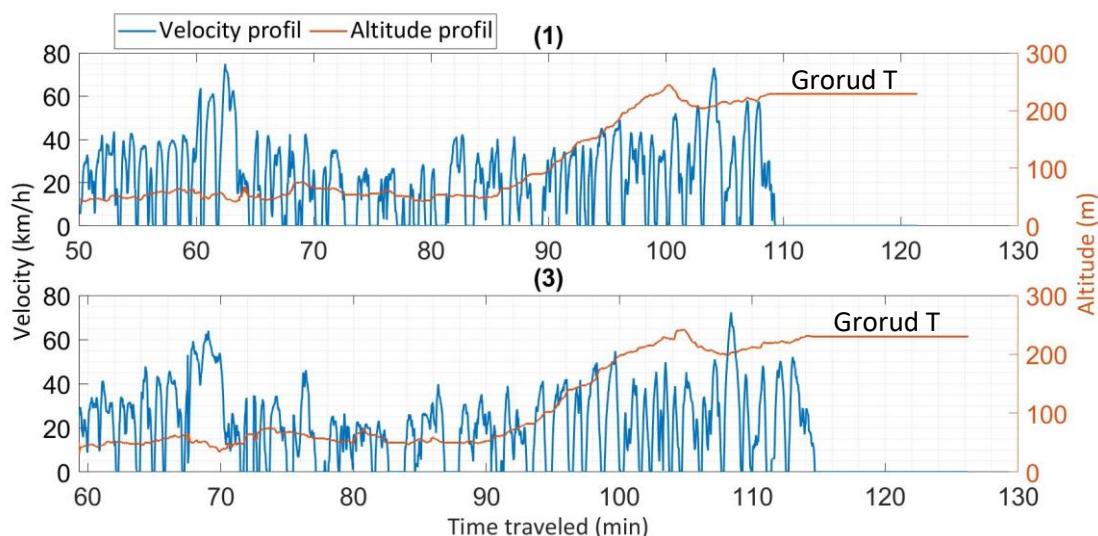 Velocity profil Altitude profil
(1)
80 300
60 200
40 100
20
0 0
Grorud T
50 60 70 80 90 100 110 120 130
(3)
80 300
60 200
40 100
20
0 0
Grorud T
60 70 80 90 100 110 120 130
Velocity (km/h)
Altitude (m)
Time traveled (min)